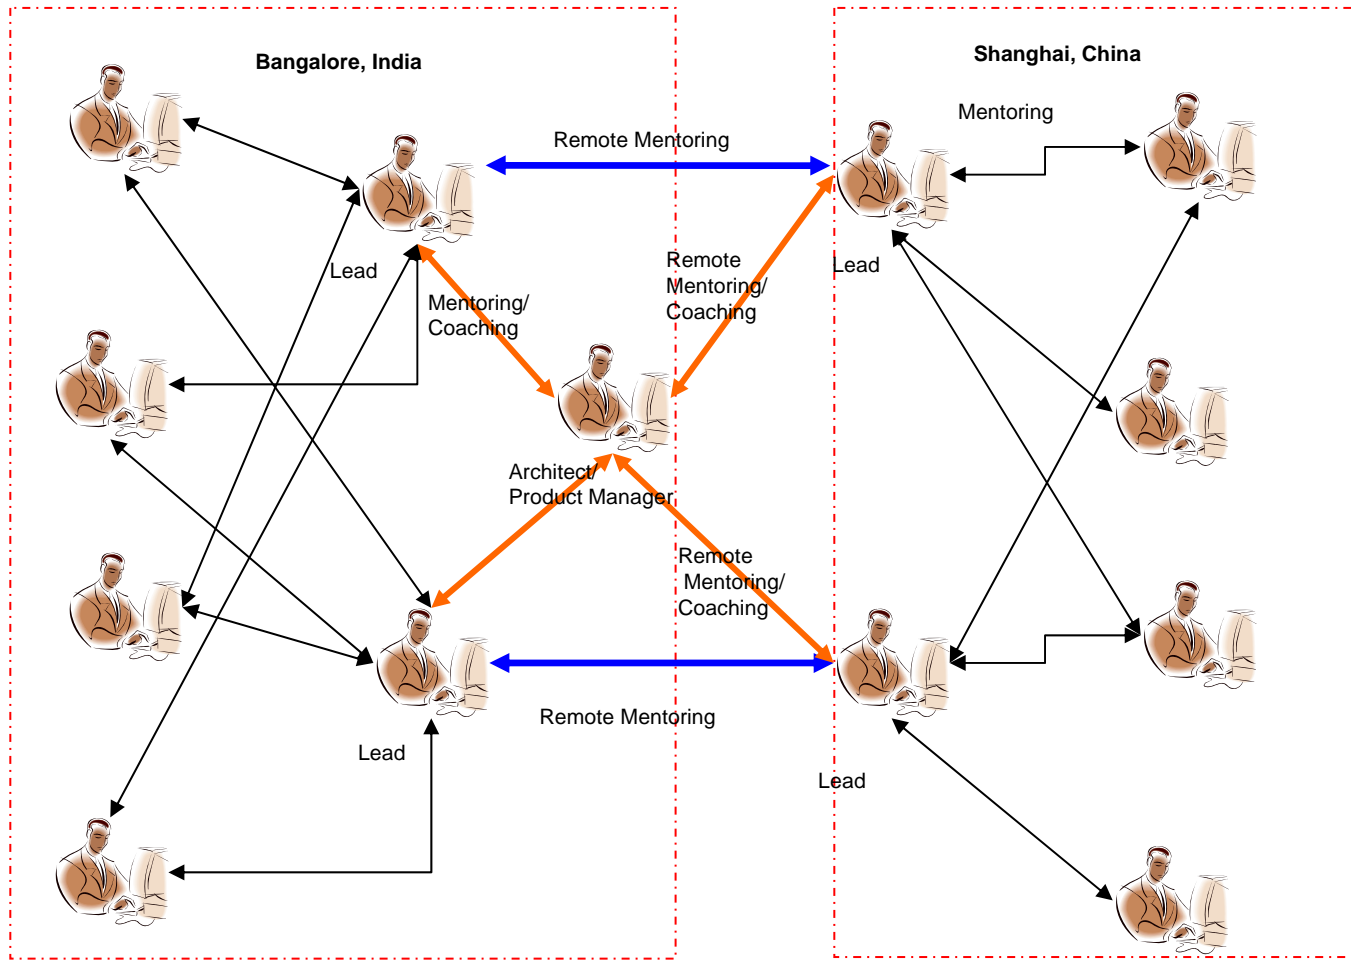 Bangalore, India
Shanghai, China
Mentoring
Remote Mentoring
Lead
Mentoring/
Coaching
Remote
Mentoring/
Coaching
Lead
Architect/
Product Manager
Remote
Mentoring/
Coaching
Remote Mentoring
Lead
Lead